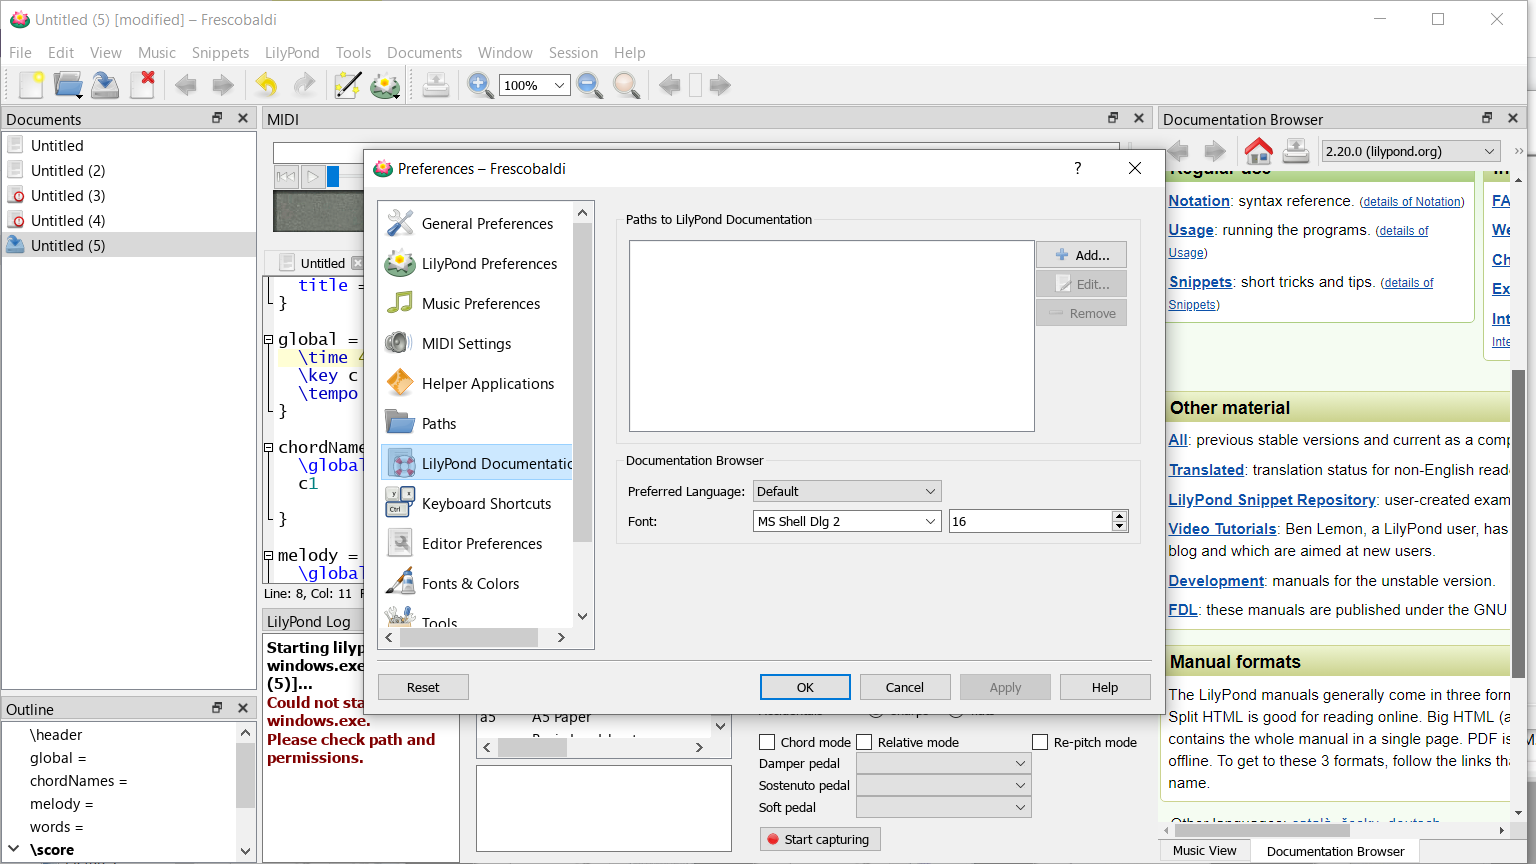 Untitled (5) [modified] – Frescobaldi
File Edit View Music Snippets LilyPond Tools Documents Window Session Help
100%
Documents
Untitled
Untitled (2)
Untitled (3)
Untitled (4)
Untitled (5)
Outline
\header
global =
chordNames =
melody =
words =
\score
MIDI
Untitled
title =
}
global =
\time 4
\key c
\tempo
}
chordName
\global
c1
}
melody =
\global
Line: 8, Col: 11
LilyPond Log
Starting lilyp
windows.exe
(5)]...
Could not sta
windows.exe.
Please check path and
permissions.
Preferences – Frescobaldi
?
General Preferences
LilyPond Preferences
Music Preferences
MIDI Settings
Helper Applications
Paths
LilyPond Documentatic
Keyboard Shortcuts
Editor Preferences
Fonts & Colors
Tools
Paths to LilyPond Documentation
Add...
Edit...
Remove
Documentation Browser
Preferred Language: Default
Font: MS Shell Dlg 2 16
Reset OK Cancel Apply Help
a5 A5 Paper
Chord mode Relative mode Re-pitch mode
Damper pedal
Sostenuto pedal
Soft pedal
Start capturing
Documentation Browser
2.20.0 (lilypond.org)
Regular use
Notation: syntax reference. (details of Notation)
Usage: running the programs. (details of
Usage)
Snippets: short tricks and tips. (details of
Snippets)
In
FA
We
Ch
Ex
Int
Inte
Other material
All: previous stable versions and current as a comp
Translated: translation status for non-English read
LilyPond Snippet Repository: user-created exam
Video Tutorials: Ben Lemon, a LilyPond user, has
blog and which are aimed at new users.
Development: manuals for the unstable version.
FDL: these manuals are published under the GNU
Manual formats
The LilyPond manuals generally come in three forn
Split HTML is good for reading online. Big HTML (a
contains the whole manual in a single page. PDF is
offline. To get to these 3 formats, follow the links tha
name.
Music View Documentation Browser